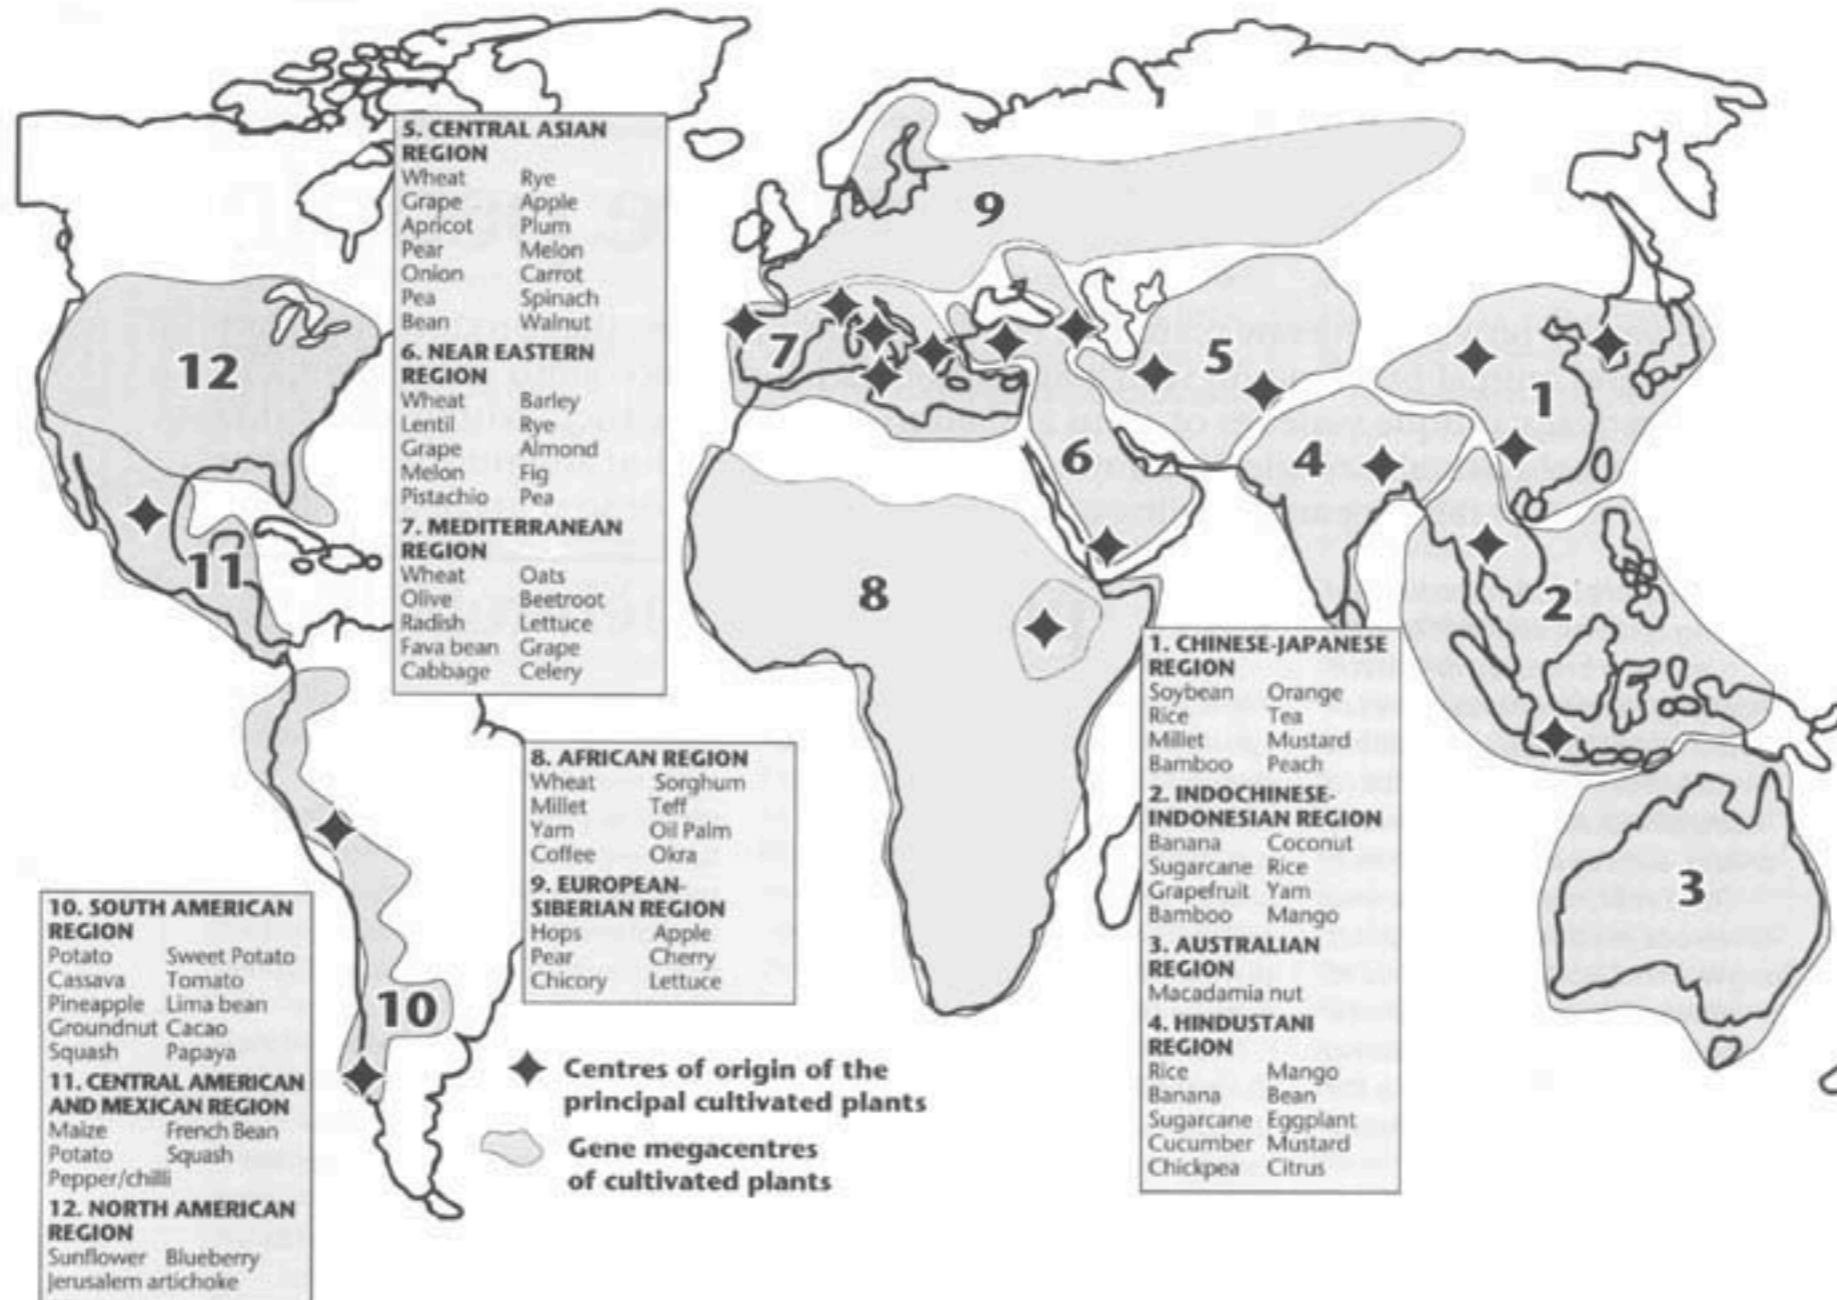 5. CENTRAL ASIAN
REGION
Wheat Rye
Grape Apple
Apricot Plum
Pear Melon
Onion Carrot
Pea Spinach
Bean Walnut
6. NEAR EASTERN
REGION
Wheat Barley
Lentil Rye
Grape Almond
Melon Fig
Pistachio Pea
7. MEDITERRANEAN
REGION
Wheat Oats
Olive Beetroot
Radish Lettuce
Fava bean Grape
Cabbage Celery
9
12
7
5
1
4
6
11
8
2
3
10
1. CHINESE-JAPANESE
REGION
Soybean Orange
Rice Tea
Millet Mustard
Bamboo Peach
2. INDOCHINESE-
INDONESIAN REGION
Banana Coconut
Sugarcane Rice
Grapefruit Yam
Bamboo Mango
3. AUSTRALIAN
REGION
Macadamia nut
4. HINDUSTANI
REGION
Rice Mango
Banana Bean
Sugarcane Eggplant
Cucumber Mustard
Chickpea Citrus
8. AFRICAN REGION
Wheat Sorghum
Millet Teff
Yam Oil Palm
Coffee Okra
9. EUROPEAN-
SIBERIAN REGION
Hops Apple
Pear Cherry
Chicory Lettuce
10. SOUTH AMERICAN
REGION
Potato Sweet Potato
Cassava Tomato
Pineapple Lima bean
Groundnut Cacao
Squash Papaya
11. CENTRAL AMERICAN
AND MEXICAN REGION
Maize French Bean
Potato Squash
Pepper/chilli
12. NORTH AMERICAN
REGION
Sunflower Blueberry
Jerusalem artichoke
Centres of origin of the
principal cultivated plants
Gene megacentres
of cultivated plants